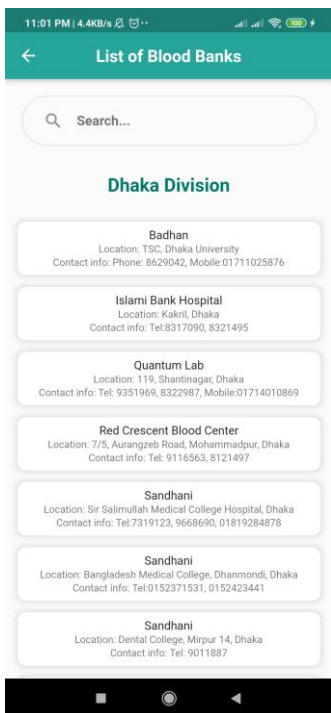 11:01 PM | 4.4KB/s
100
List of Blood Banks
Search...
Dhaka Division
Badhan
Location: TSC, Dhaka University
Contact info: Phone: 8629042, Mobile:01711025876
Islami Bank Hospital
Location: Kakril, Dhaka
Contact info: Tel:8317090, 8321495
Quantum Lab
Location: 119, Shantinagar, Dhaka
Contact info: Tel: 9351969, 8322987, Mobile:01714010869
Red Crescent Blood Center
Location: 7/5, Aurangzeb Road, Mohammadpur, Dhaka
Contact info: Tel: 9116563, 8121497
Sandhani
Location: Sir Salimullah Medical College Hospital, Dhaka
Contact info: Tel:7319123, 9668690, 01819284878
Sandhani
Location: Bangladesh Medical College, Dhanmondi, Dhaka
Contact info: Tel:0152371531, 0152423441
Sandhani
Location: Dental College, Mirpur 14, Dhaka
Contact info: Tel: 9011887